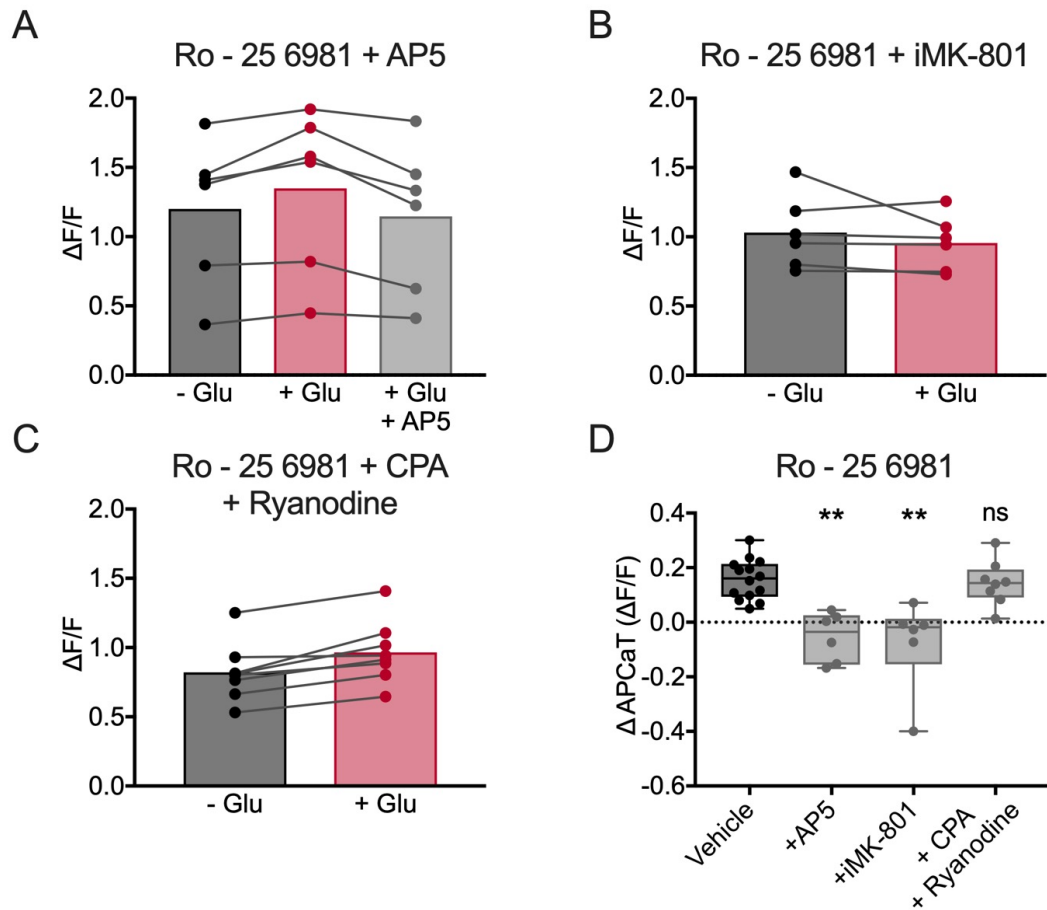 A
Ro - 25 6981 + AP5
ΔF/F
2.0
1.5
1.0
0.5
0.0
- Glu
+ Glu
+ Glu
+ AP5
B
Ro - 25 6981 + iMK-801
ΔF/F
2.0
1.5
1.0
0.5
0.0
- Glu
+ Glu
C
Ro - 25 6981 + CPA
+ Ryanodine
ΔF/F
2.0
1.5
1.0
0.5
0.0
- Glu
+ Glu
D
Ro - 25 6981
ΔAPCaT (ΔF/F)
0.4
0.2
0.0
-0.2
-0.4
-0.6
**
**
ns
Vehicle
+AP5
+iMK-801
+ CPA
+ Ryanodine